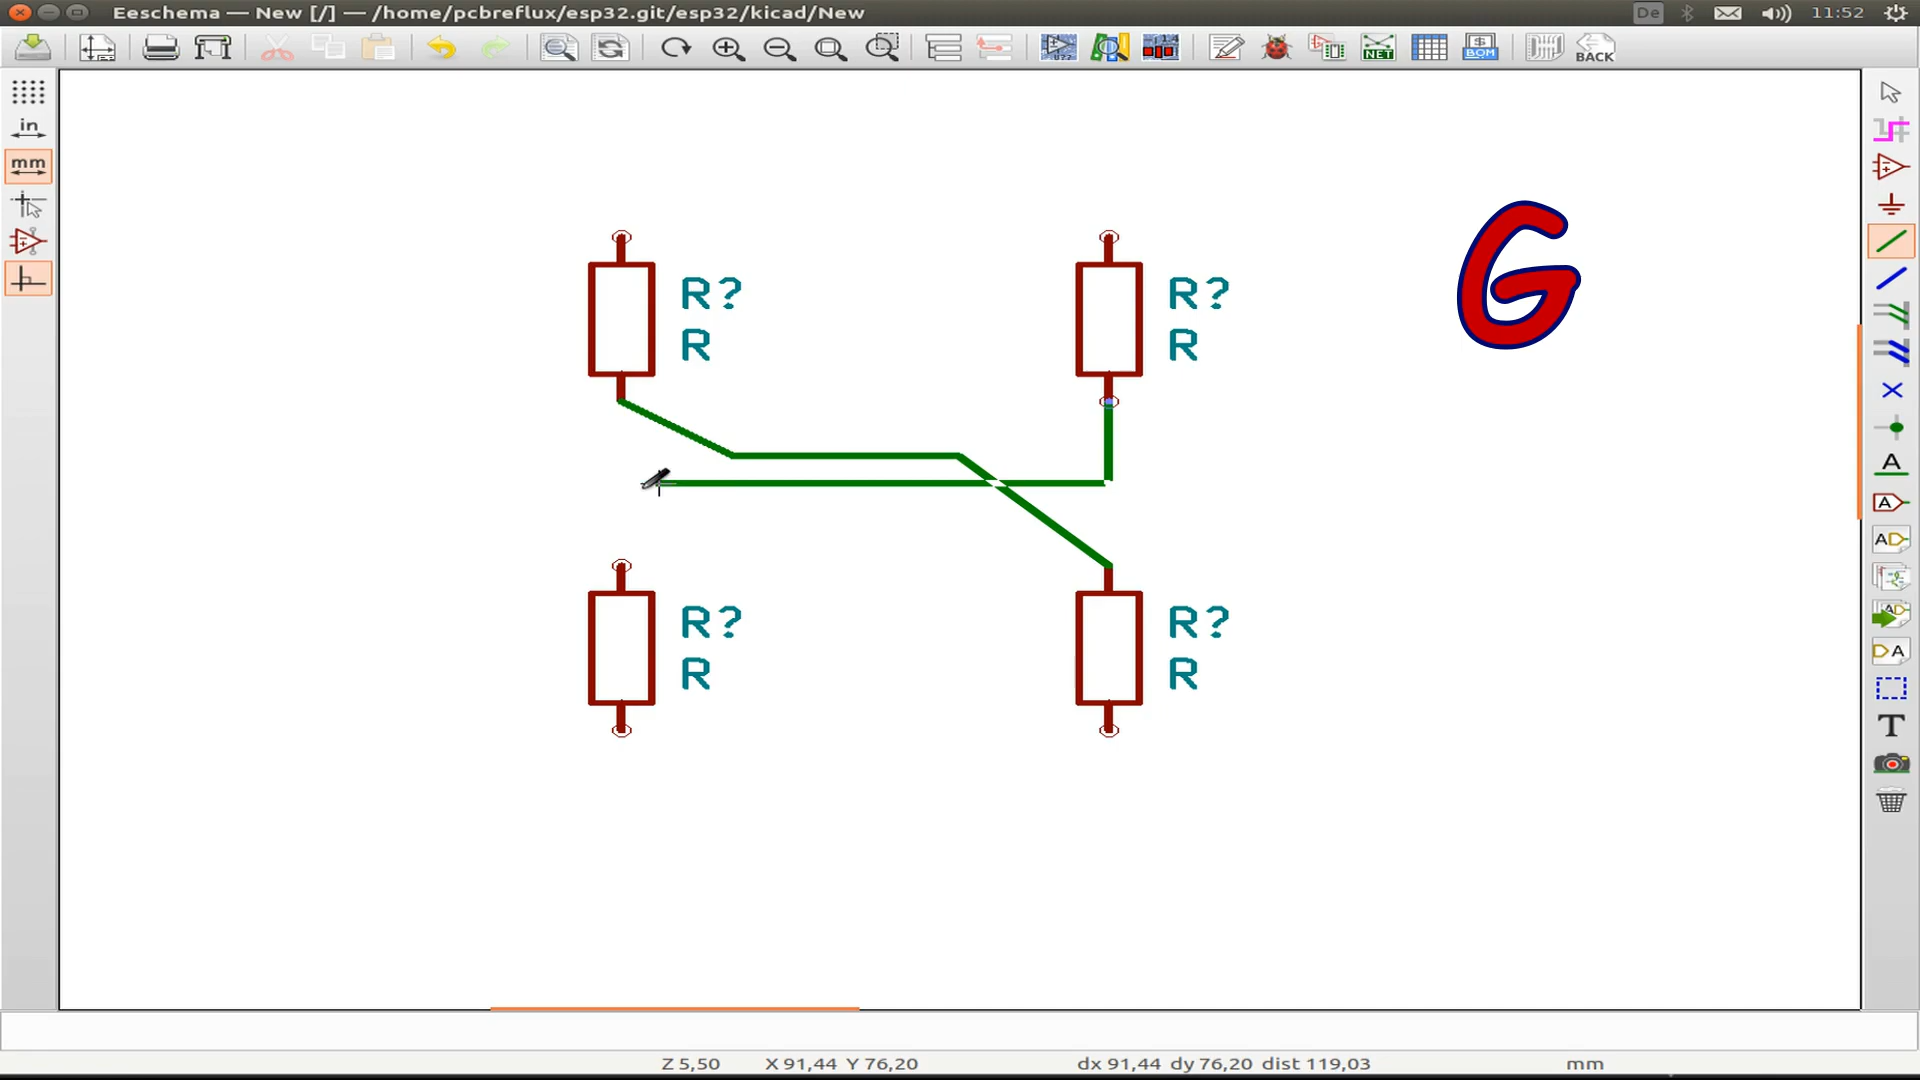 Eeschema — New [/] — /home/pcbreflux/esp32.git/esp32/kicad/New
De
11:52
NET
$
BOM
BACK
in
mm
R?
R
R?
R
G
R?
R
R?
R
A
A
A
A
A
T
Z 5,50
X 91,44 Y 76,20
dx 91,44 dy 76,20 dist 119,03
mm